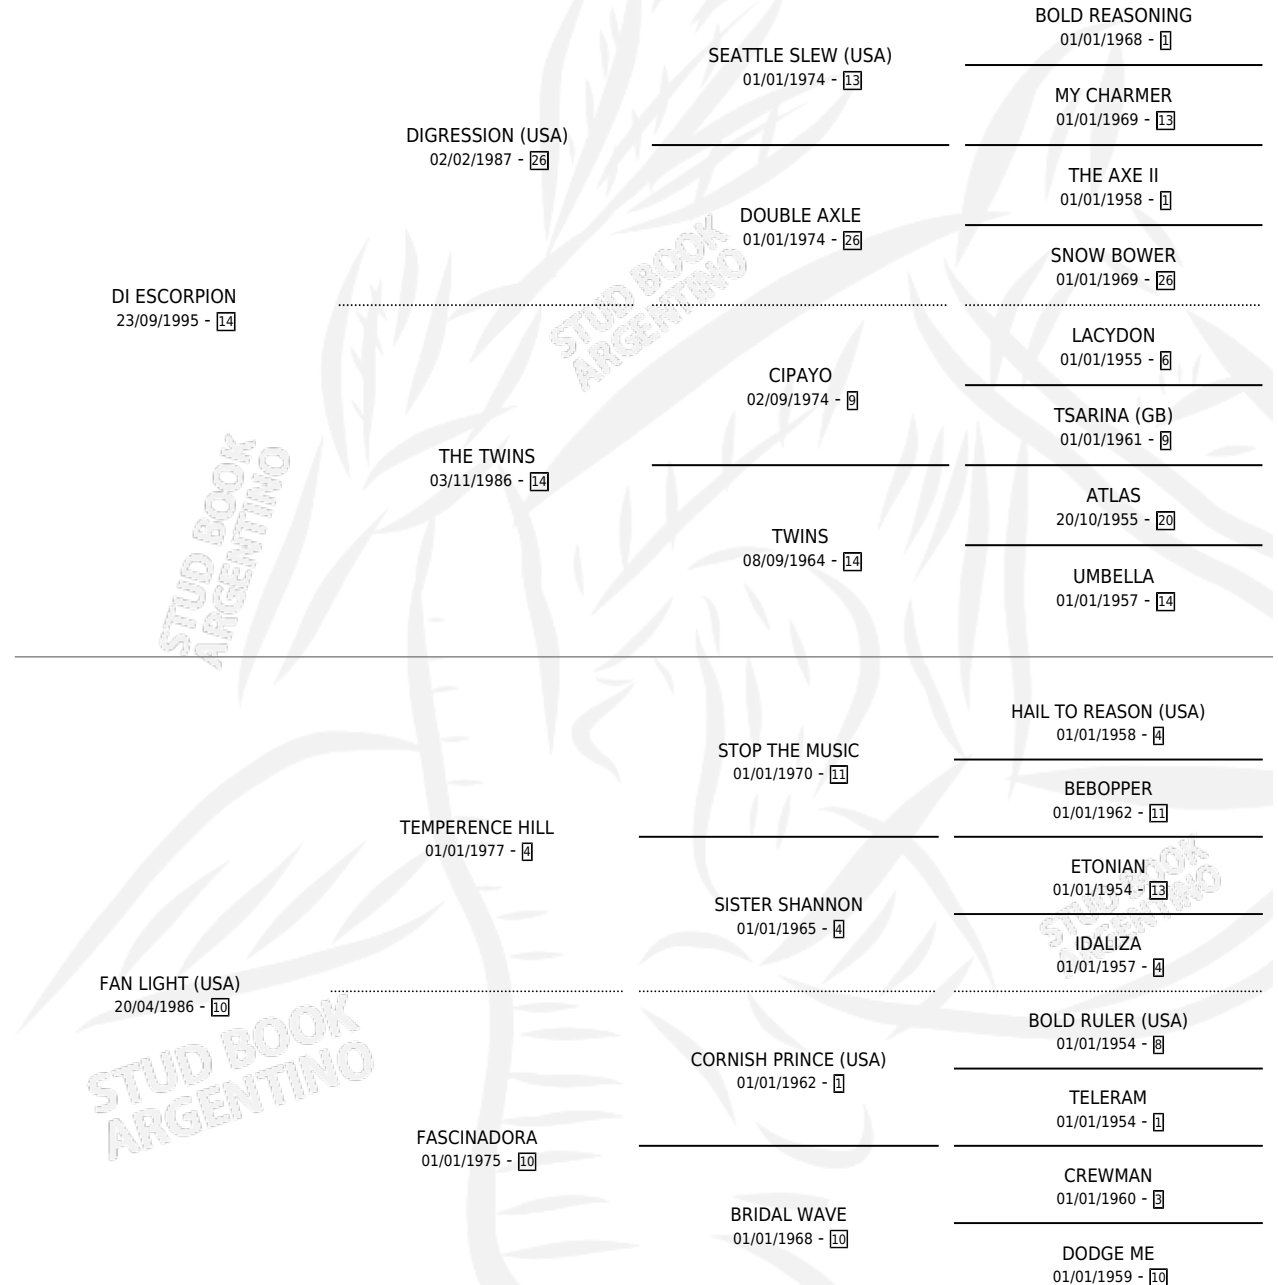 BOLD REASONING
01/01/1968 - 1
SEATTLE SLEW (USA)
01/01/1974 - 13
MY CHARMER
01/01/1969 - 13
DIGRESSION (USA)
02/02/1987 - 26
THE AXE II
01/01/1958 - 1
DOUBLE AXLE
01/01/1974 - 26
SNOW BOWER
01/01/1969 - 26
DI ESCORPION
23/09/1995 - 14
STUD BOOK
ARGENTINO
LACYDON
01/01/1955 - 6
CIPAYO
02/09/1974 - 9
TSARINA (GB)
01/01/1961 - 9
THE TWINS
03/11/1986 - 14
ATLAS
20/10/1955 - 20
TWINS
08/09/1964 - 14
UMBELLA
01/01/1957 - 14
STUD BOOK
ARGENTINO
HAIL TO REASON (USA)
01/01/1958 - 4
STOP THE MUSIC
01/01/1970 - 11
BEBOPPER
01/01/1962 - 11
TEMPERENCE HILL
01/01/1977 - 4
ETONIAN
01/01/1954 - 13
SISTER SHANNON
01/01/1965 - 4
IDALIZA
01/01/1957 - 4
STUD BOOK
ARGENTINO
FAN LIGHT (USA)
20/04/1986 - 10
BOLD RULER (USA)
01/01/1954 - 8
CORNISH PRINCE (USA)
01/01/1962 - 1
TELERAM
01/01/1954 - 1
STUD BOOK
ARGENTINO
FASCINADORA
01/01/1975 - 10
CREWMAN
01/01/1960 - 3
BRIDAL WAVE
01/01/1968 - 10
DODGE ME
01/01/1959 - 10